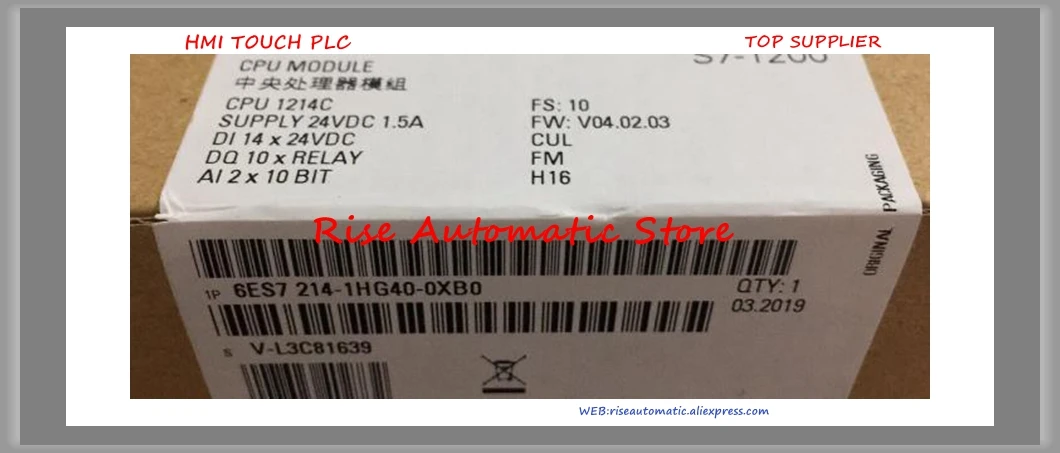 HMI TOUCH PLC
TOP SUPPLIER
S7-1200
CPU MODULE
中央处理器模組
CPU 1214C
SUPPLY 24VDC 1.5A
DI 14 x 24VDC
DQ 10 x RELAY
AI 2 x 10 BIT
FS: 10
FW: V04.02.03
CUL
FM
H16
ORIGINAL PACKAGING
Rise Automatic Store
1P 6ES7 214-1HG40-0XB0
QTY: 1
03.2019
S V-L3C81639
WEB:riseautomatic.aliexpress.com